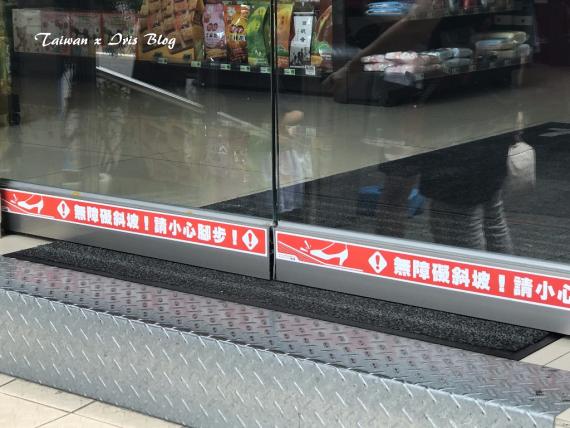 Taiwan x Iris Blog
! 無障礙斜坡！請小心腳步！ !
! 無障礙斜坡！請小心